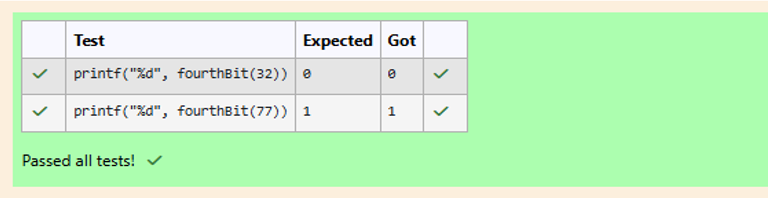 Test Expected Got
printf("%d", fourthBit(32)) 0 0
printf("%d", fourthBit(77)) 1 1
Passed all tests!